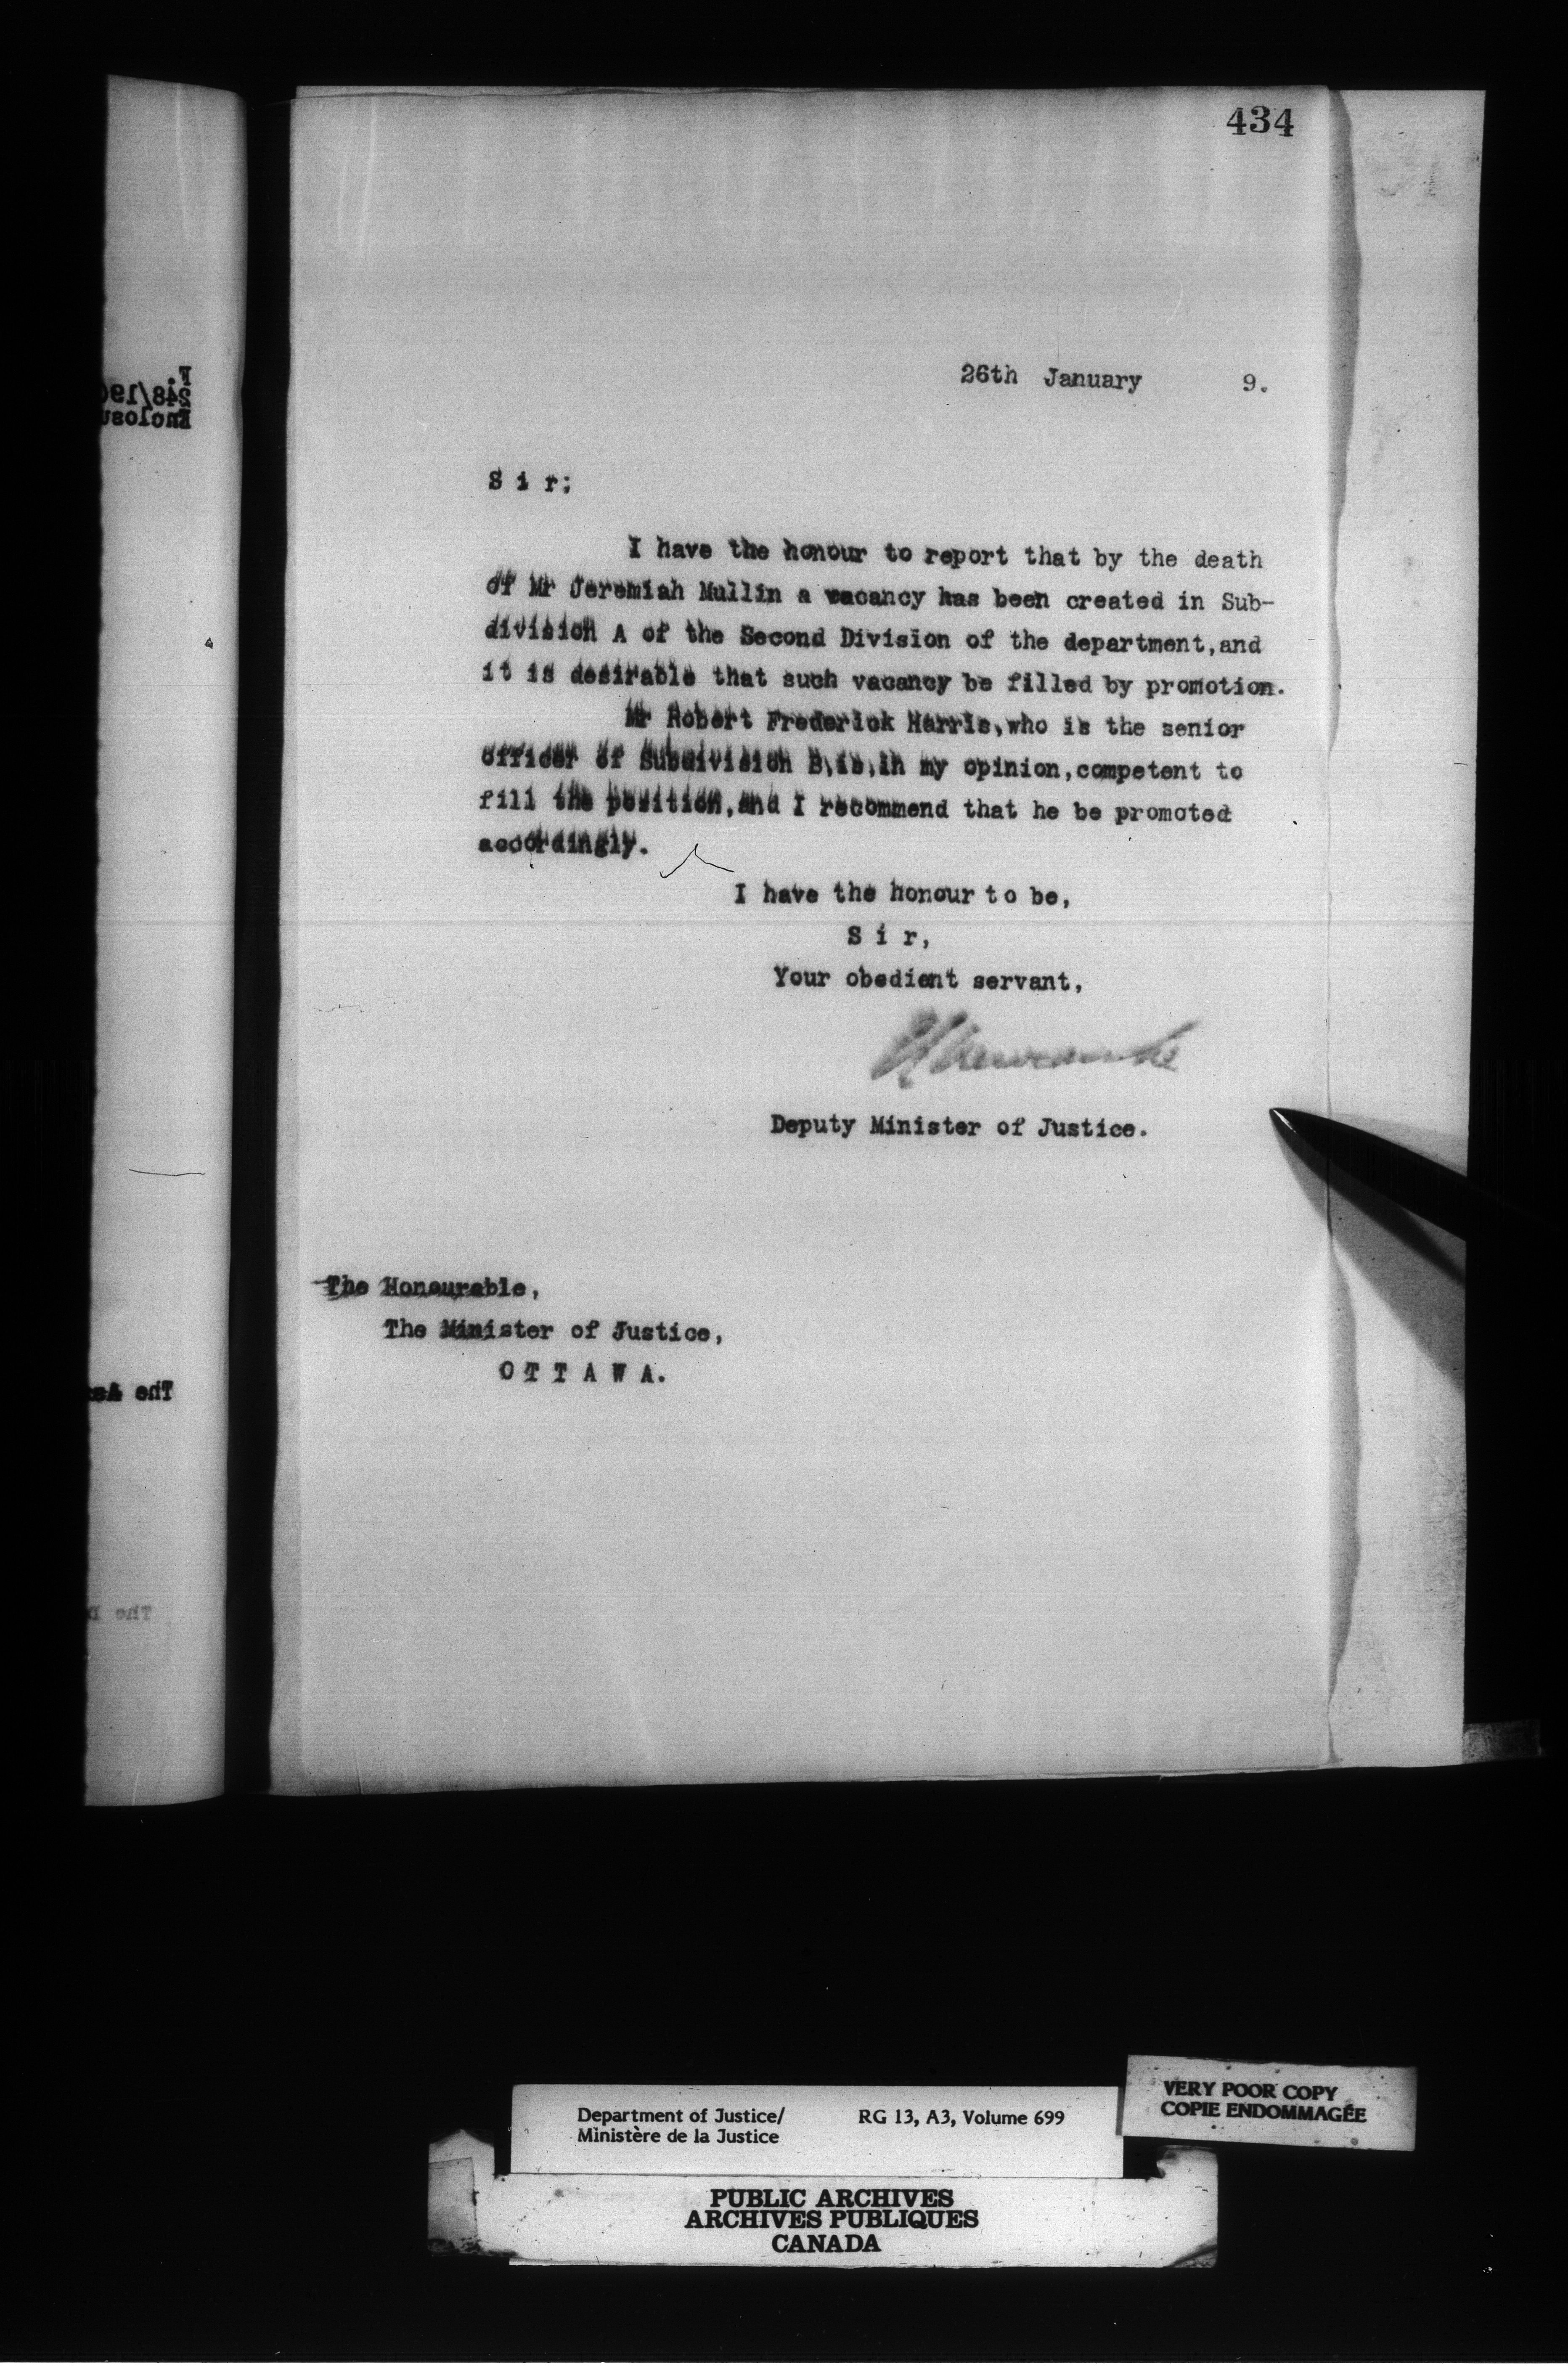 434
26th January 9.
S i r;
I have the honour to report that by the death
of Mr Jeremiah Mullin a vacancy has been created in Sub-
division A of the Second Division of the department,and
it is desirable that such vacancy be filled by promotion.
Mr Robert Frederick Harris,who is the senior
officer of Subdivision B,is,in my opinion,competent to
fill the position,and I recommend that he be promoted
accordingly.
I have the honour to be,
S i r,
Your obedient servant,
Deputy Minister of Justice.
The Honourable,
The Minister of Justice,
O T T A W A.
Department of Justice/
Ministère de la Justice
RG 13, A3, Volume 699
VERY POOR COPY
COPIE ENDOMMAGÉE
PUBLIC ARCHIVES
ARCHIVES PUBLIQUES
CANADA